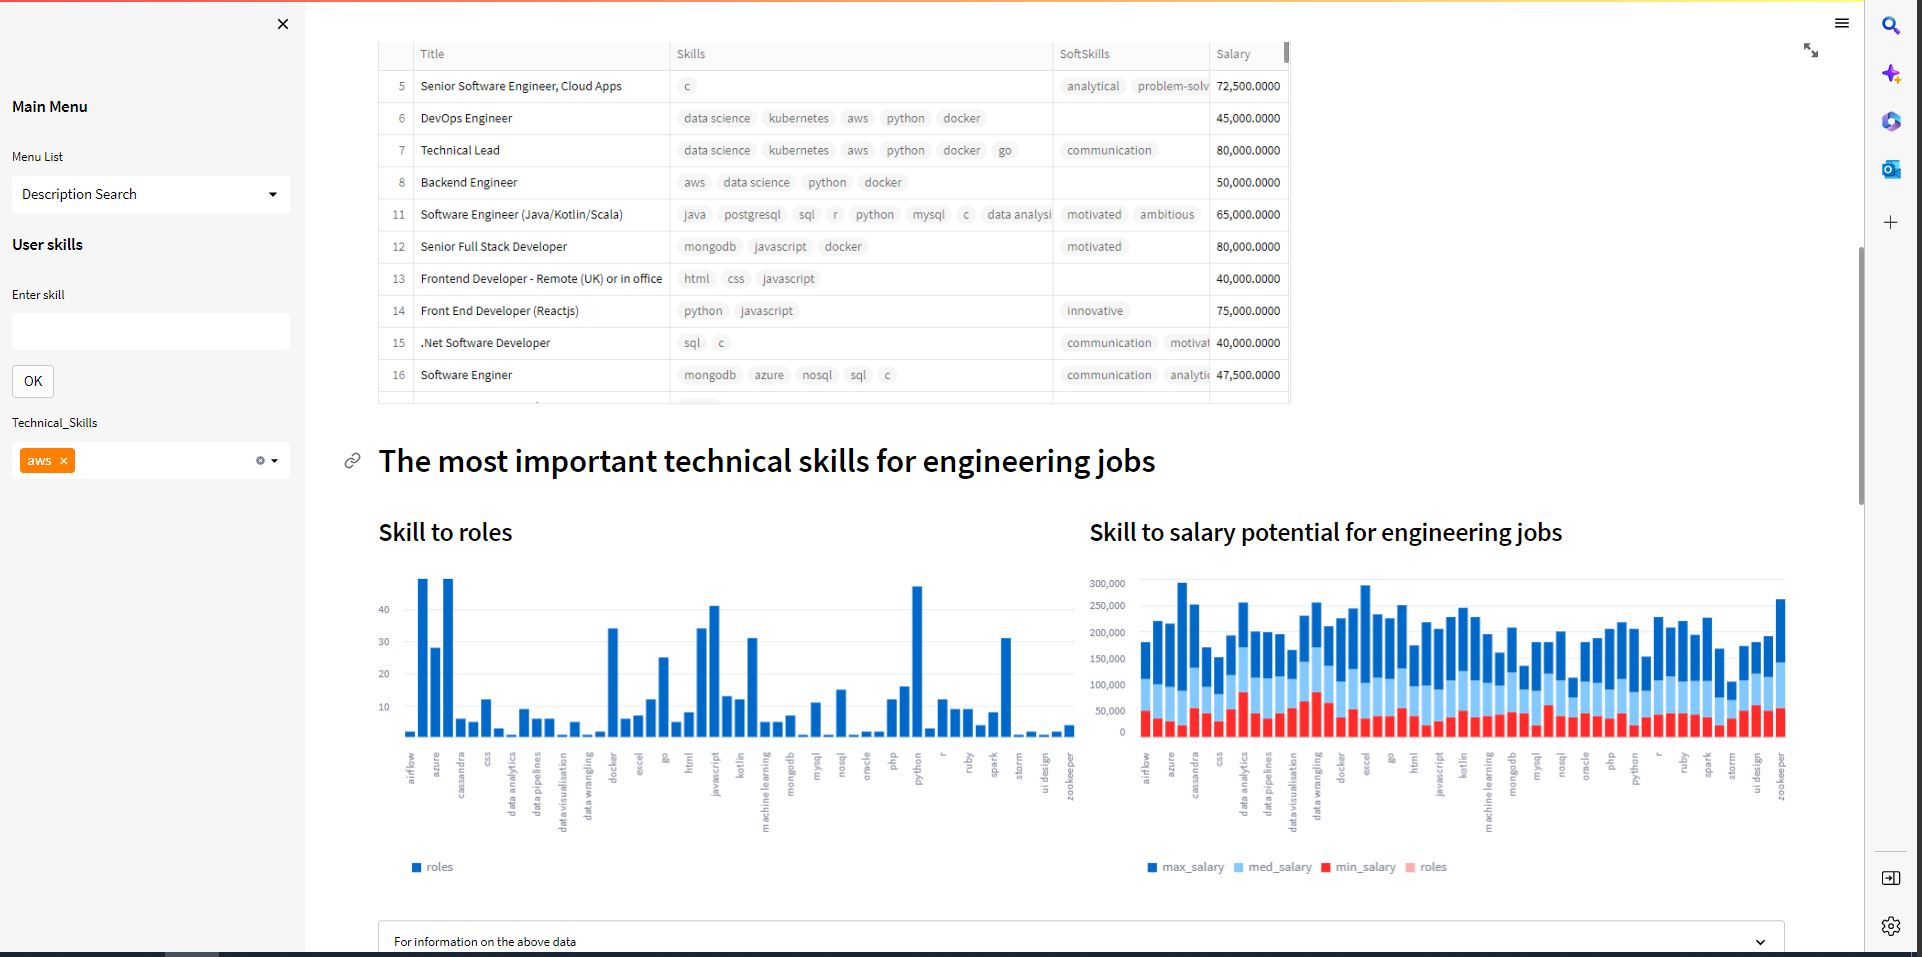 Main Menu
Menu List
Description Search
User skills
Enter skill
OK
Technical_Skills
aws ×
Title Skills SoftSkills Salary
5 Senior Software Engineer, Cloud Apps c analytical problem-solv 72,500.0000
6 DevOps Engineer data science kubernetes aws python docker 45,000.0000
7 Technical Lead data science kubernetes aws python docker go communication 80,000.0000
8 Backend Engineer aws data science python docker 50,000.0000
11 Software Engineer (Java/Kotlin/Scala) java postgresql sql r python mysql c data analysi motivated ambitious 65,000.0000
12 Senior Full Stack Developer mongodb javascript docker motivated 80,000.0000
13 Frontend Developer - Remote (UK) or in office html css javascript 40,000.0000
14 Front End Developer (Reactjs) python javascript innovative 75,000.0000
15 .Net Software Developer sql c communication motivat 40,000.0000
16 Software Enginer mongodb azure nosql sql c communication analytic 47,500.0000
The most important technical skills for engineering jobs
Skill to roles
40
30
20
10
airflow azure cassandra css data analytics data pipelines data visualisation data wrangling docker excel go html javascript kotlin machine learning mongodb mysql nosql oracle php python r ruby spark storm ui design zookeeper
roles
Skill to salary potential for engineering jobs
300,000
250,000
200,000
150,000
100,000
50,000
0
airflow azure cassandra css data analytics data pipelines data visualisation data wrangling docker excel go html javascript kotlin machine learning mongodb mysql nosql oracle php python r ruby spark storm ui design zookeeper
max_salary med_salary min_salary roles
For information on the above data